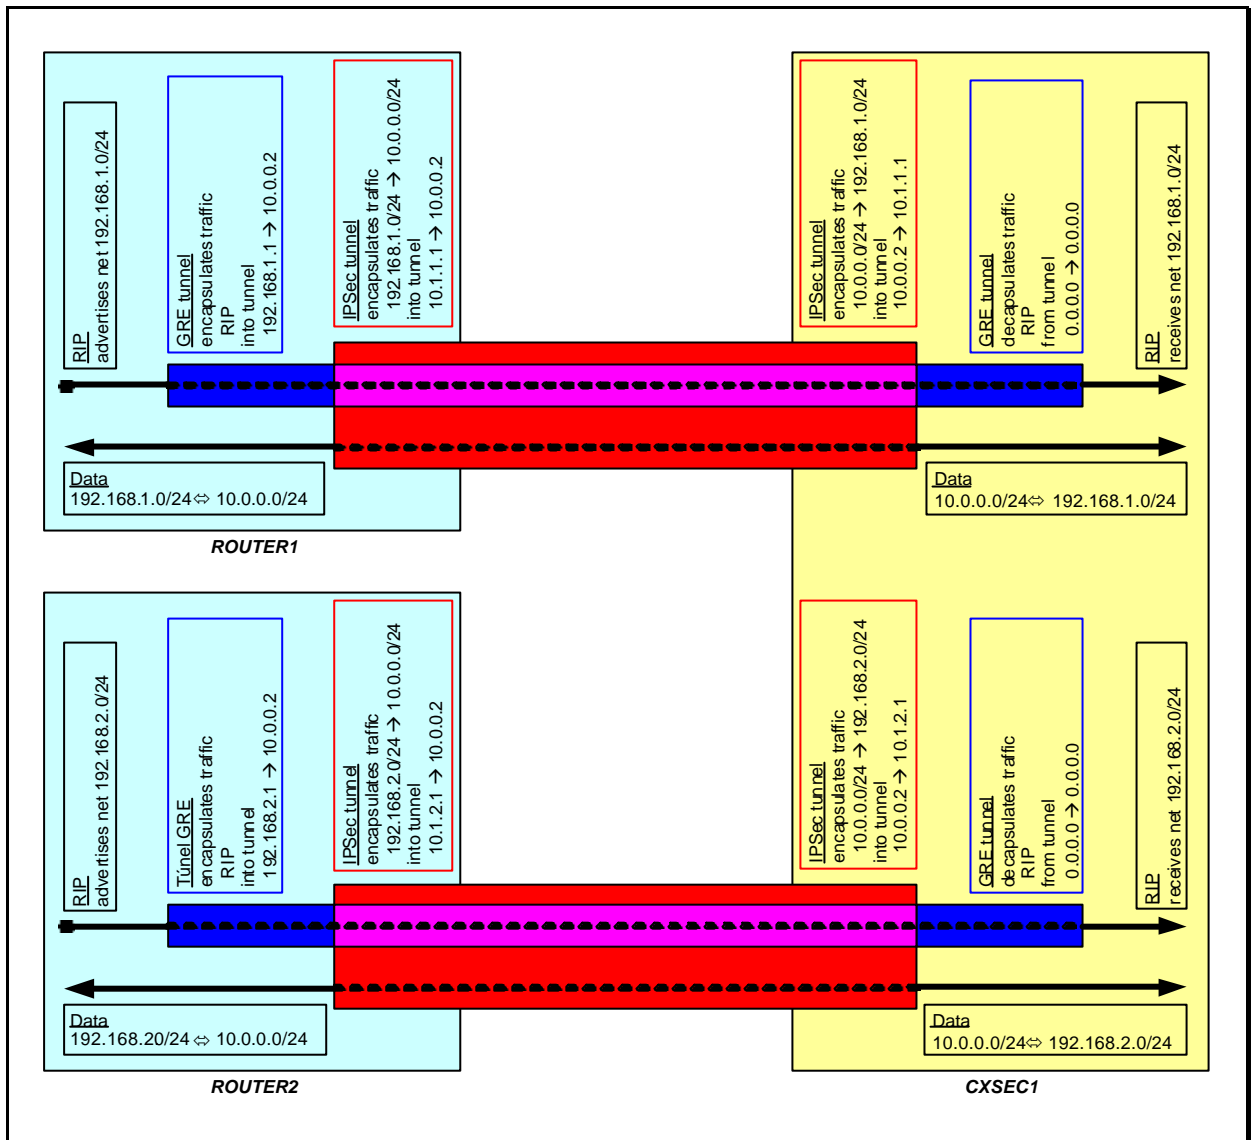 RIP
advertises net 192.168.1.0/24
GRE tunnel
encapsulates traffic
RIP
into tunnel
192.168.1.1 → 10.0.0.2
IPSec tunnel
encapsulates traffic
192.168.1.0/24 → 10.0.0.0/24
into tunnel
10.1.1.1 → 10.0.0.2
IPSec tunnel
encapsulates traffic
10.0.0.0/24 → 192.168.1.0/24
into tunnel
10.0.0.2 → 10.1.1.1
GRE tunnel
decapsulates traffic
RIP
from tunnel
0.0.0.0 → 0.0.0.0
RIP
receives net 192.168.1.0/24
Data
192.168.1.0/24 ⇔ 10.0.0.0/24
Data
10.0.0.0/24 ⇔ 192.168.1.0/24
ROUTER1
RIP
advertises net 192.168.2.0/24
Túnel GRE
encapsulates traffic
RIP
into tunnel
192.168.2.1 → 10.0.0.2
IPSec tunnel
encapsulates traffic
192.168.2.0/24 → 10.0.0.0/24
into tunnel
10.1.2.1 → 10.0.0.2
IPSec tunnel
encapsulates traffic
10.0.0.0/24 → 192.168.2.0/24
into tunnel
10.0.0.2 → 10.1.2.1
GRE tunnel
decapsulates traffic
RIP
from tunnel
0.0.0.0 → 0.0.0.0
RIP
receives net 192.168.2.0/24
Data
192.168.20/24 ⇔ 10.0.0.0/24
Data
10.0.0.0/24 ⇔ 192.168.2.0/24
ROUTER2
CXSEC1